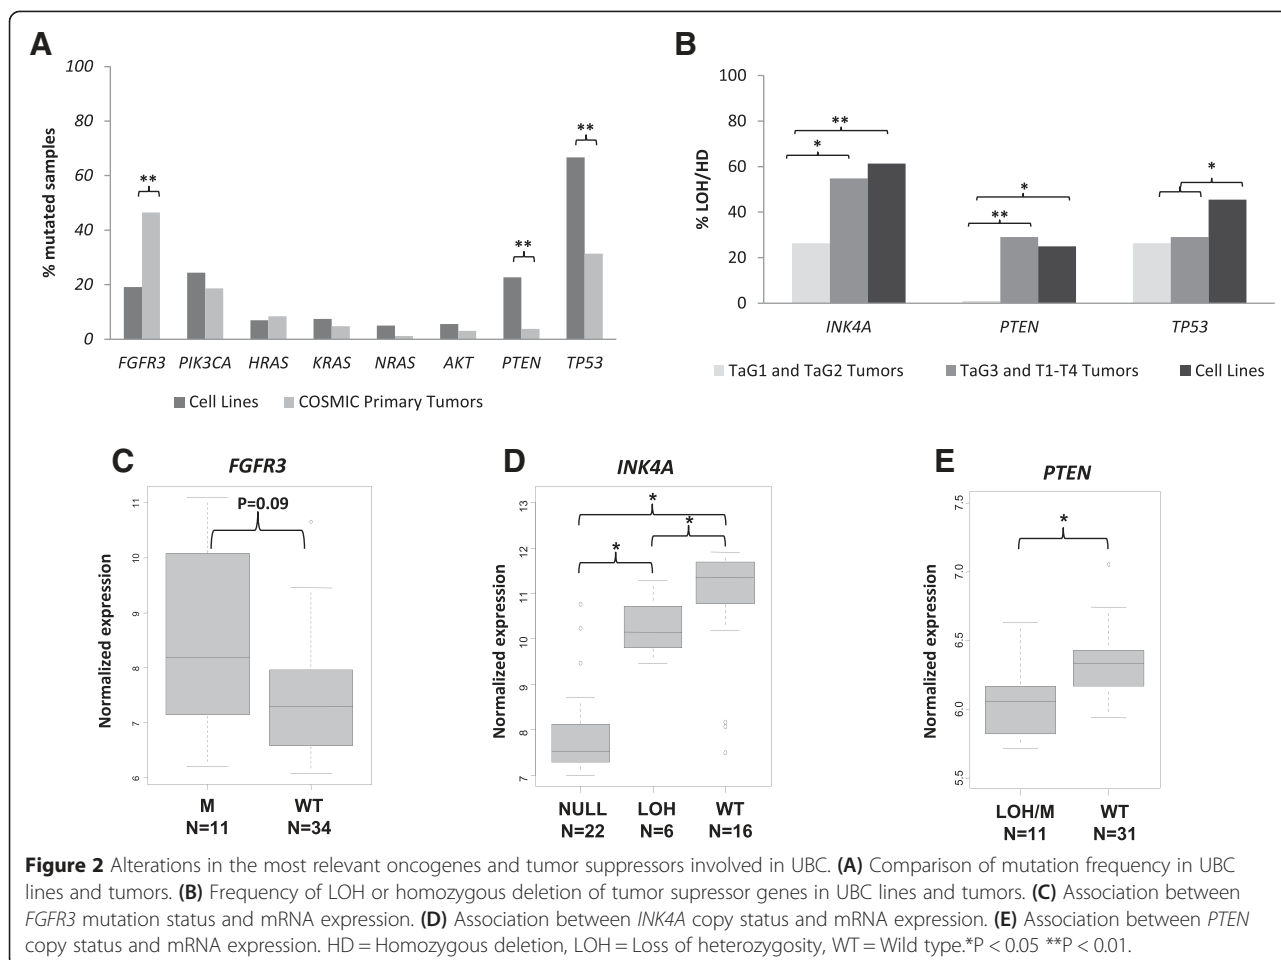 A
100
80
60
40
20
0
% mutated samples
**
**
**
FGFR3 PIK3CA HRAS KRAS NRAS AKT PTEN TP53
Cell Lines COSMIC Primary Tumors
B
100
80
60
40
20
0
% LOH/HD
**
*
*
**
*
INK4A PTEN TP53
TaG1 and TaG2 Tumors TaG3 and T1-T4 Tumors Cell Lines
C
FGFR3
Normalized expression
11
10
9
8
7
6
P=0.09
M WT
N=11 N=34
D
INK4A
Normalized expression
13
12
11
10
9
8
7
*
*
*
NULL LOH WT
N=22 N=6 N=16
E
PTEN
Normalized expression
7.5
7.0
6.5
6.0
5.5
*
LOH/M WT
N=11 N=31
Figure 2 Alterations in the most relevant oncogenes and tumor suppressors involved in UBC. (A) Comparison of mutation frequency in UBC
lines and tumors. (B) Frequency of LOH or homozygous deletion of tumor supressor genes in UBC lines and tumors. (C) Association between
FGFR3 mutation status and mRNA expression. (D) Association between INK4A copy status and mRNA expression. (E) Association between PTEN
copy status and mRNA expression. HD = Homozygous deletion, LOH = Loss of heterozygosity, WT = Wild type.*P < 0.05 **P < 0.01.